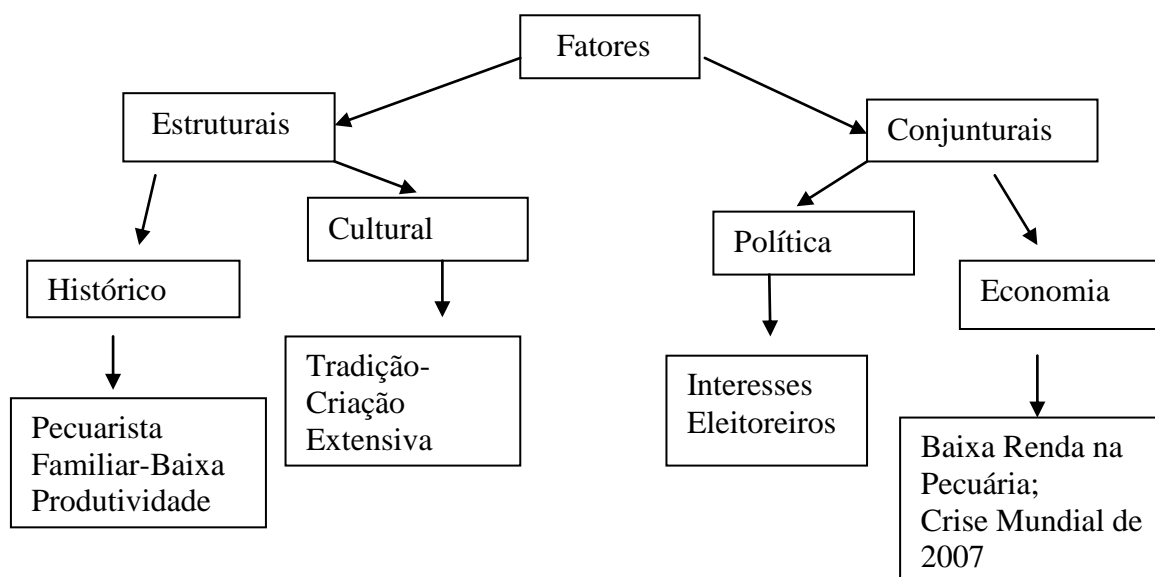 Fatores
Estruturais
Conjunturais
Cultural
Política
Histórico
Economia
Tradição-
Criação
Extensiva
Interesses
Eleitoreiros
Pecuarista
Familiar-Baixa
Produtividade
Baixa Renda na
Pecuária;
Crise Mundial de
2007